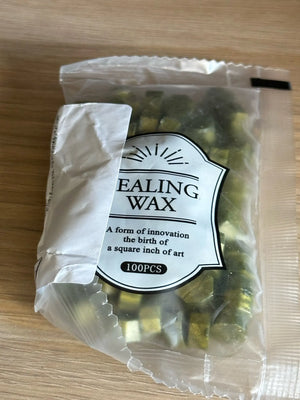 EALING
WAX
A form of innovation
the birth of
a square inch of art
100PCS